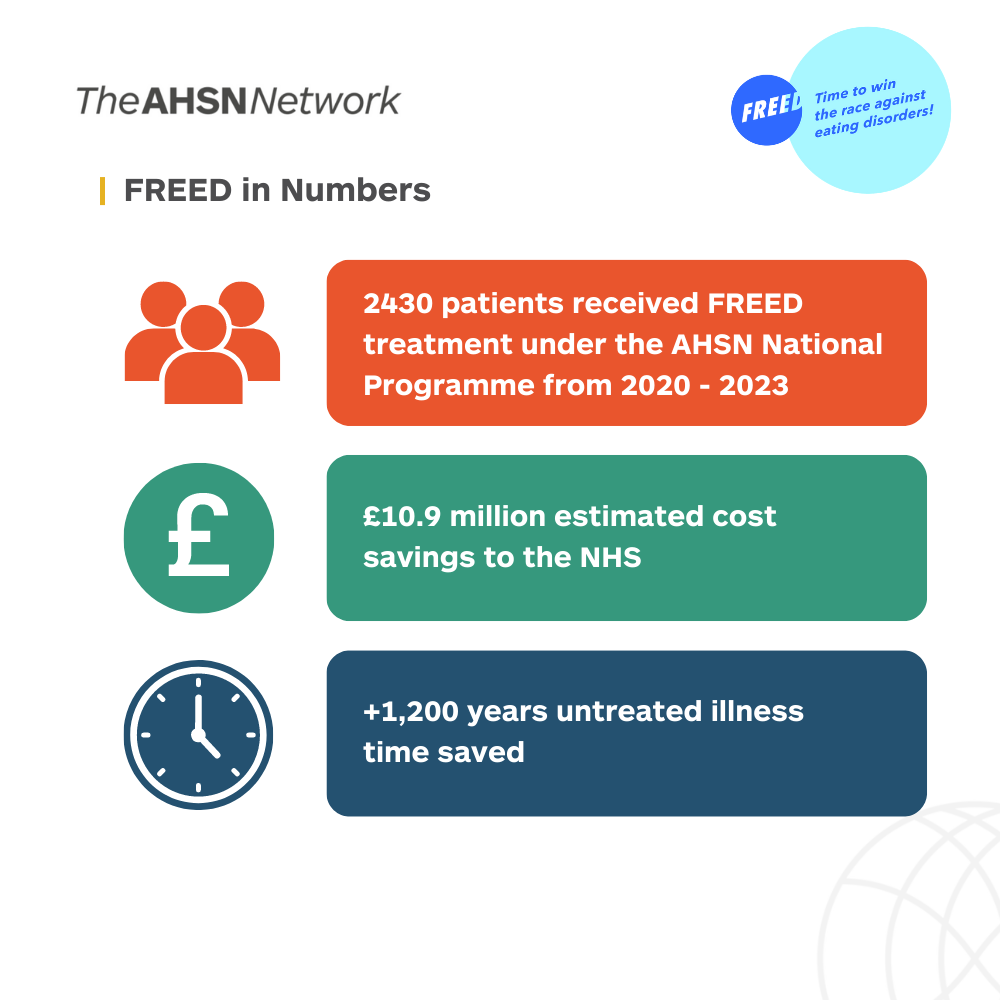 TheAHSNNetwork
FREED
Time to win
the race against
eating disorders!
FREED in Numbers
2430 patients received FREED
treatment under the AHSN National
Programme from 2020 - 2023
£
£10.9 million estimated cost
savings to the NHS
+1,200 years untreated illness
time saved